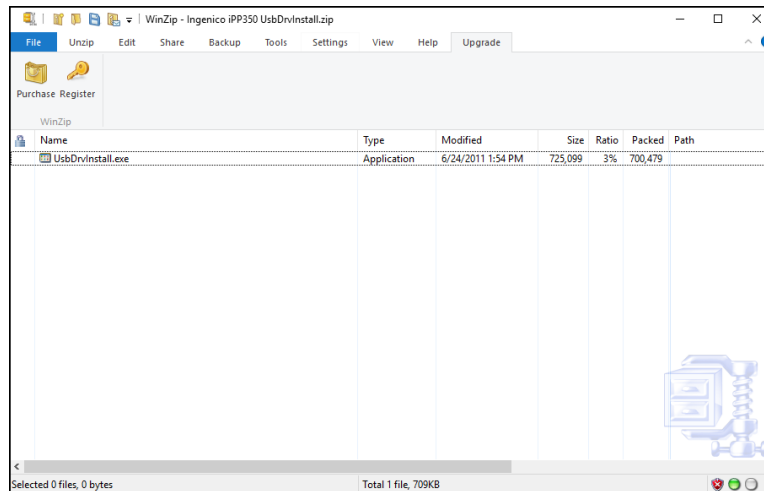 WinZip - Ingenico iPP350 UsbDrvInstall.zip
File Unzip Edit Share Backup Tools Settings View Help Upgrade
Purchase Register
WinZip
Name Type Modified Size Ratio Packed Path
UsbDrvInstall.exe Application 6/24/2011 1:54 PM 725,099 3% 700,479
Selected 0 files, 0 bytes Total 1 file, 709KB